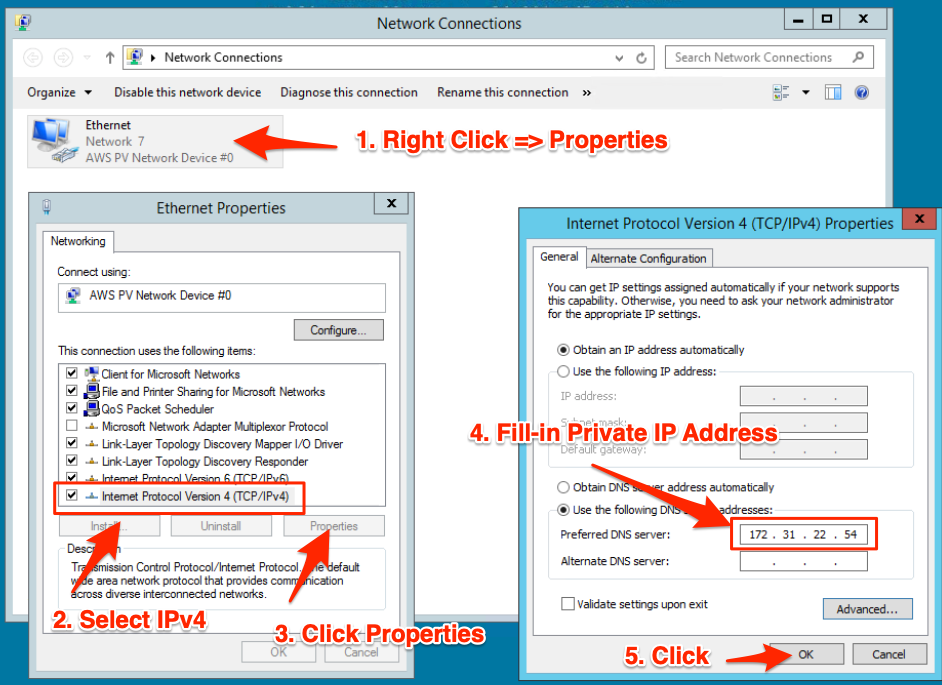 Network Connections
Network Connections
Search Network Connections
Organize
Disable this network device
Diagnose this connection
Rename this connection
»
Ethernet
Network 7
AWS PV Network Device #0
1. Right Click => Properties
Ethernet Properties
Networking
Connect using:
AWS PV Network Device #0
Configure...
This connection uses the following items:
Client for Microsoft Networks
File and Printer Sharing for Microsoft Networks
QoS Packet Scheduler
Microsoft Network Adapter Multiplexor Protocol
Link-Layer Topology Discovery Mapper I/O Driver
Link-Layer Topology Discovery Responder
Internet Protocol Version 6 (TCP/IPv6)
Internet Protocol Version 4 (TCP/IPv4)
Install...
Uninstall
Properties
Description
Transmission Control Protocol/Internet Protocol. The default
wide area network protocol that provides communication
across diverse interconnected networks.
2. Select IPv4
3. Click Properties
OK
Cancel
Internet Protocol Version 4 (TCP/IPv4) Properties
General
Alternate Configuration
You can get IP settings assigned automatically if your network supports
this capability. Otherwise, you need to ask your network administrator
for the appropriate IP settings.
Obtain an IP address automatically
Use the following IP address:
IP address:
Subnet mask:
4. Fill-in Private IP Address
Default gateway:
Obtain DNS server address automatically
Use the following DNS server addresses:
Preferred DNS server:
172 . 31 . 22 . 54
Alternate DNS server:
Validate settings upon exit
Advanced...
5. Click
OK
Cancel